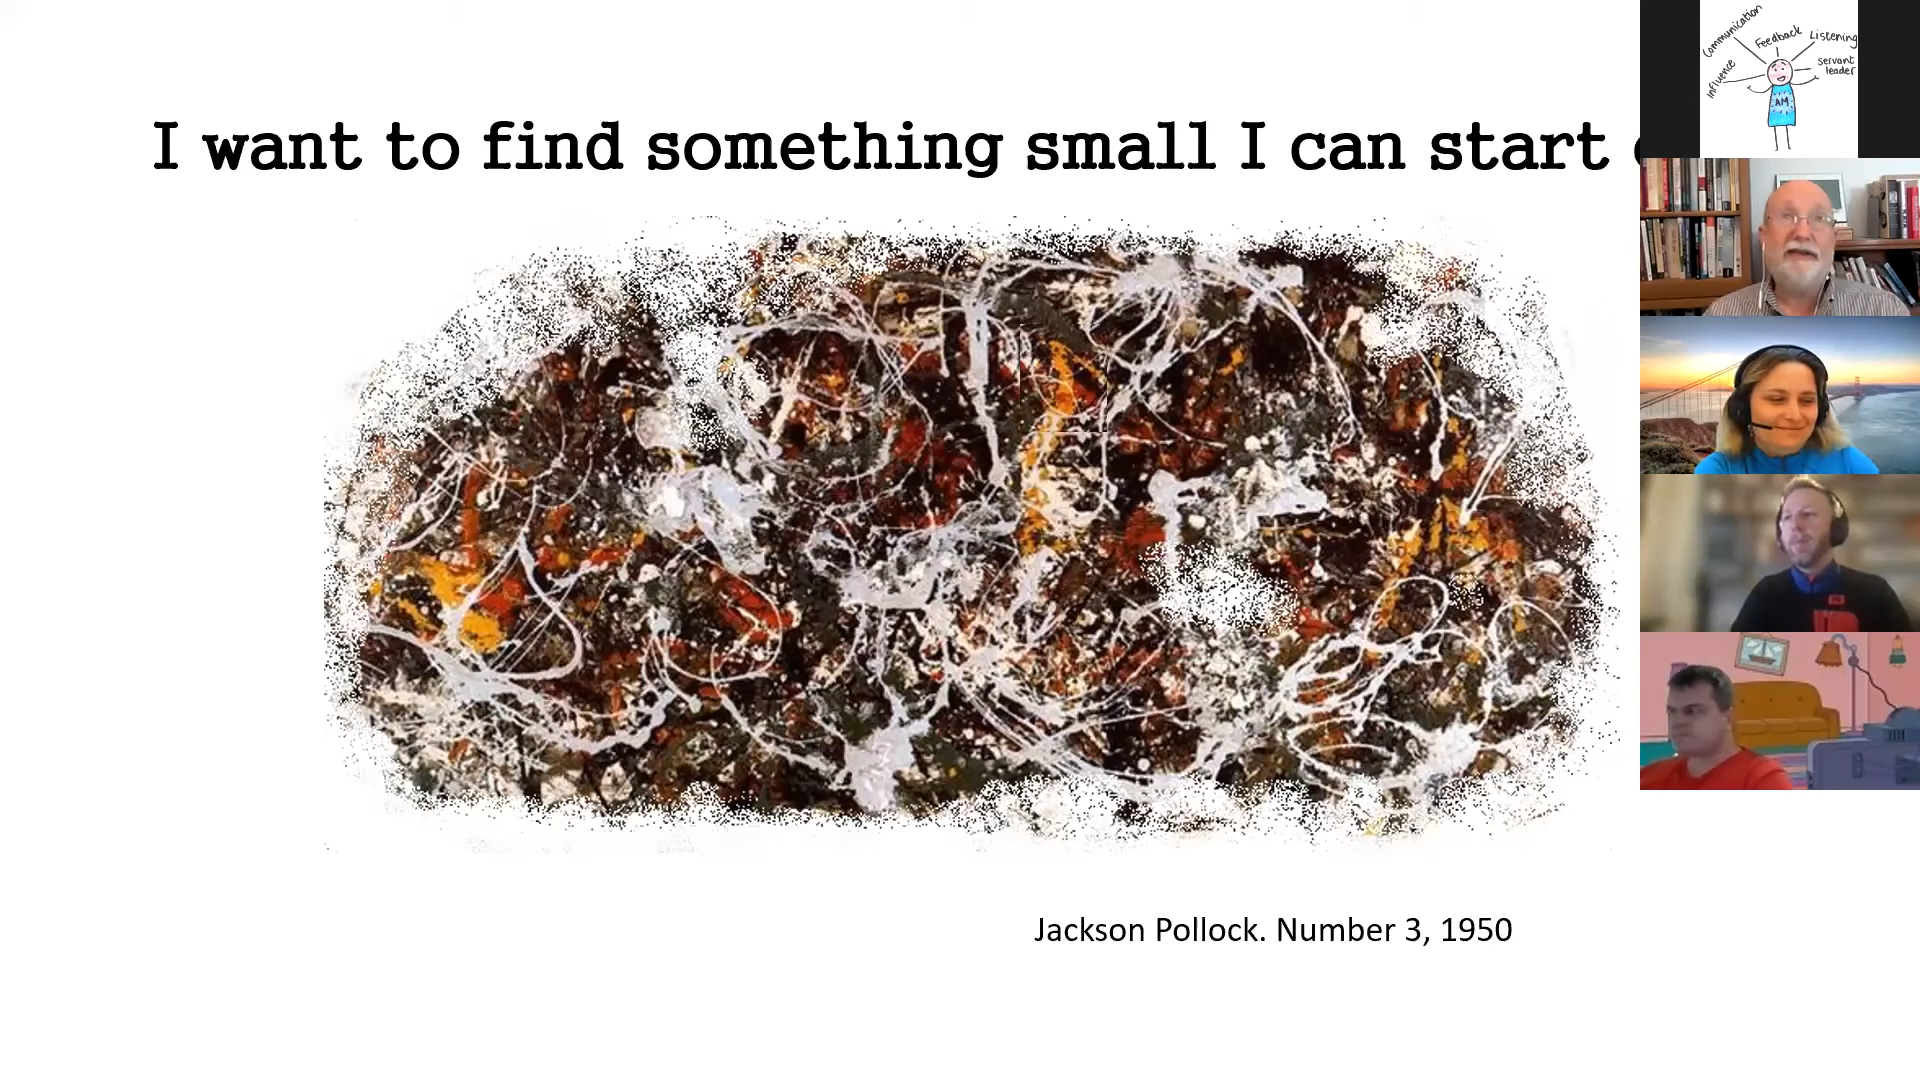 I want to find something small I can start
Communication
Feedback
Listening
Influence
servant
leader
AM
Jackson Pollock. Number 3, 1950